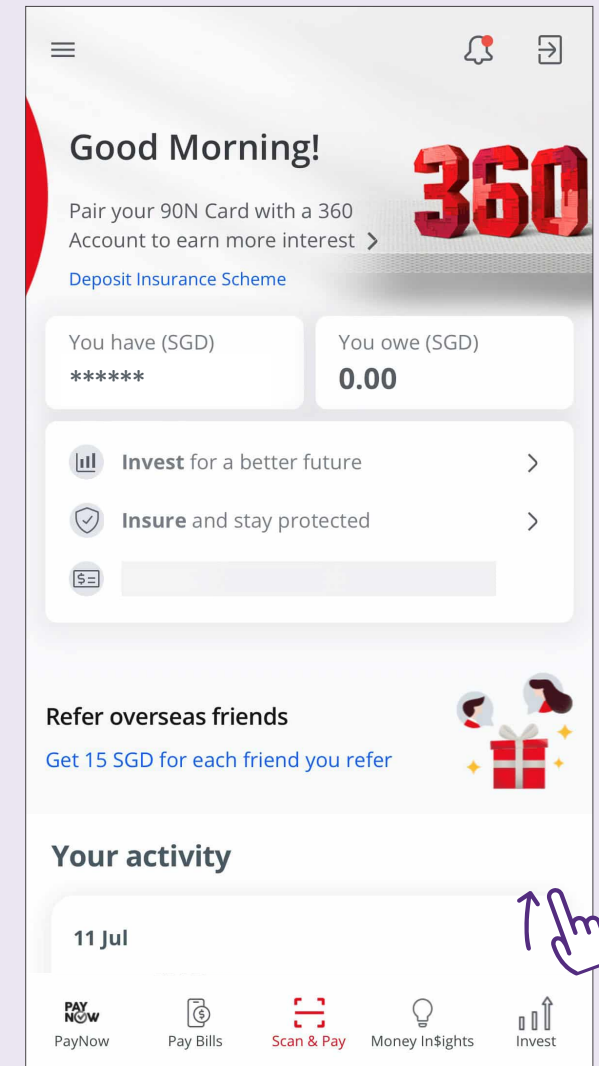 Good Morning!
360
Pair your 90N Card with a 360
Account to earn more interest >
Deposit Insurance Scheme
You have (SGD)
******
You owe (SGD)
0.00
Invest for a better future
Insure and stay protected
Refer overseas friends
Get 15 SGD for each friend you refer
Your activity
11 Jul
PAY
NOW
PayNow
Pay Bills
Scan & Pay
Money In$ights
Invest